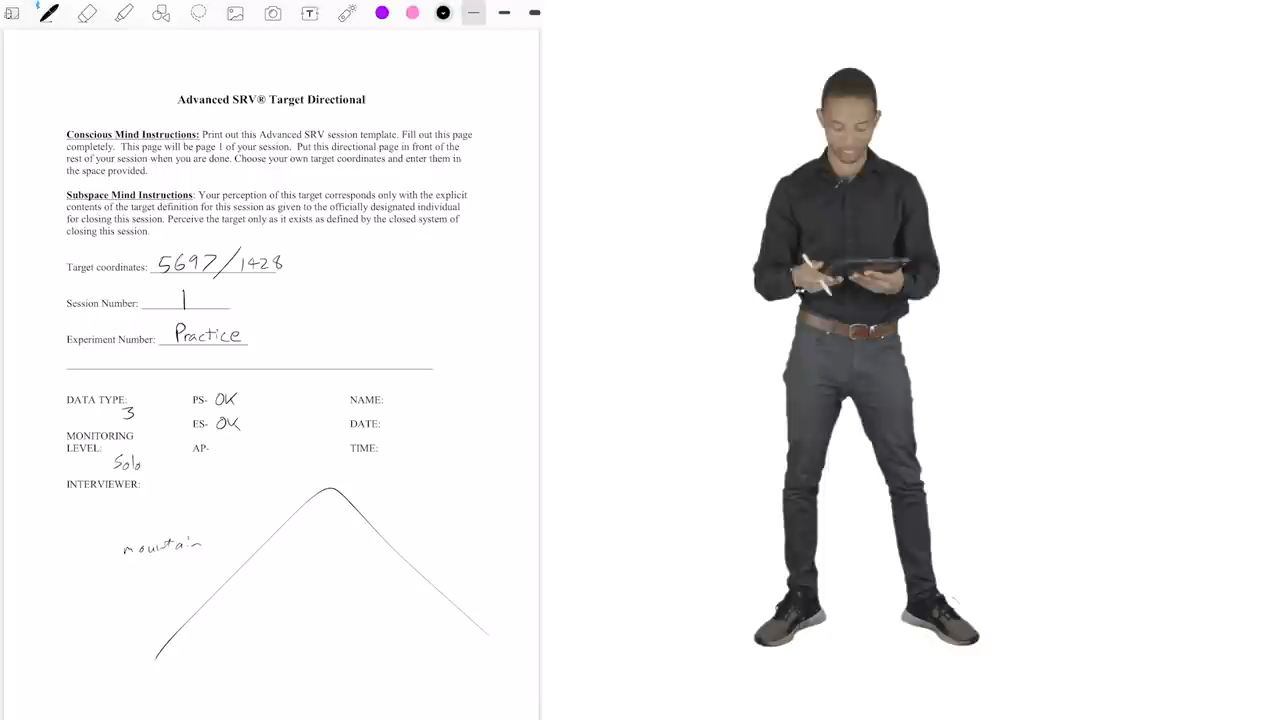 Advanced SRV® Target Directional
Conscious Mind Instructions: Print out this Advanced SRV session template. Fill out this page
completely. This page will be page 1 of your session. Put this directional page in front of the
rest of your session when you are done. Choose your own target coordinates and enter them in
the space provided.
Subspace Mind Instructions: Your perception of this target corresponds only with the explicit
contents of the target definition for this session as given to the officially designated individual
for closing this session. Perceive the target only as it exists as defined by the closed system of
closing this session.
Target coordinates: 5697/1428
Session Number: 1
Experiment Number: Practice
DATA TYPE: PS- OK NAME:
3
ES- OK DATE:
MONITORING
LEVEL: AP- TIME:
Solo
INTERVIEWER:
mountain
T